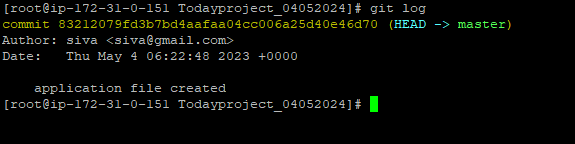 [root@ip-172-31-0-151 Todayproject_04052024]# git log
commit 83212079fd3b7bd4aafaa04cc006a25d40e46d70 (HEAD -> master)
Author: siva <siva@gmail.com>
Date:   Thu May 4 06:22:48 2023 +0000

    application file created
[root@ip-172-31-0-151 Todayproject_04052024]#